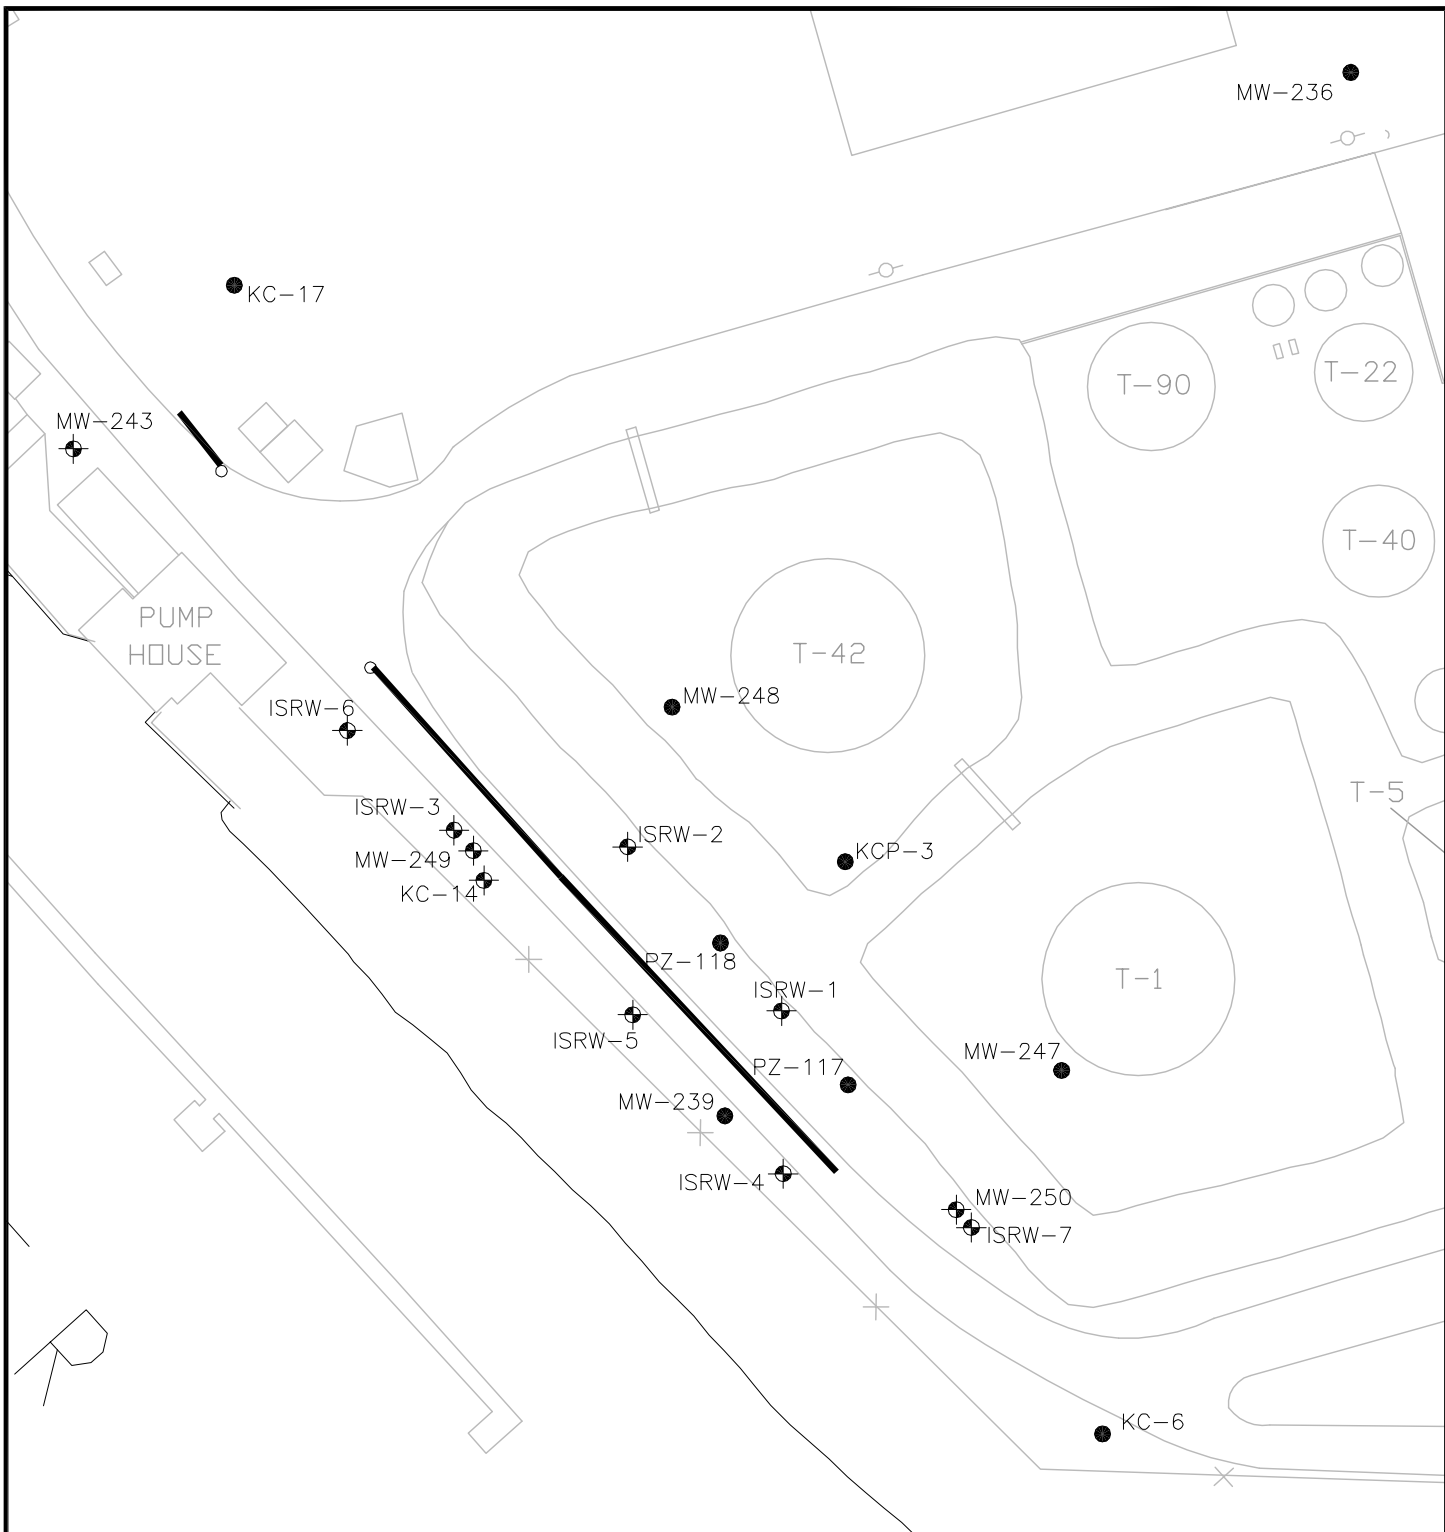 MW-236
KC-17
T-22
T-90
MW-243
T-40
PUMP
HOUSE
T-42
MW-248
ISRW-6
T-5
ISRW-3
ISRW-2
KCP-3
MW-249
KC-14
PZ-118
T-1
ISRW-1
ISRW-5
MW-247
PZ-117
MW-239
ISRW-4
MW-250
ISRW-7
KC-6